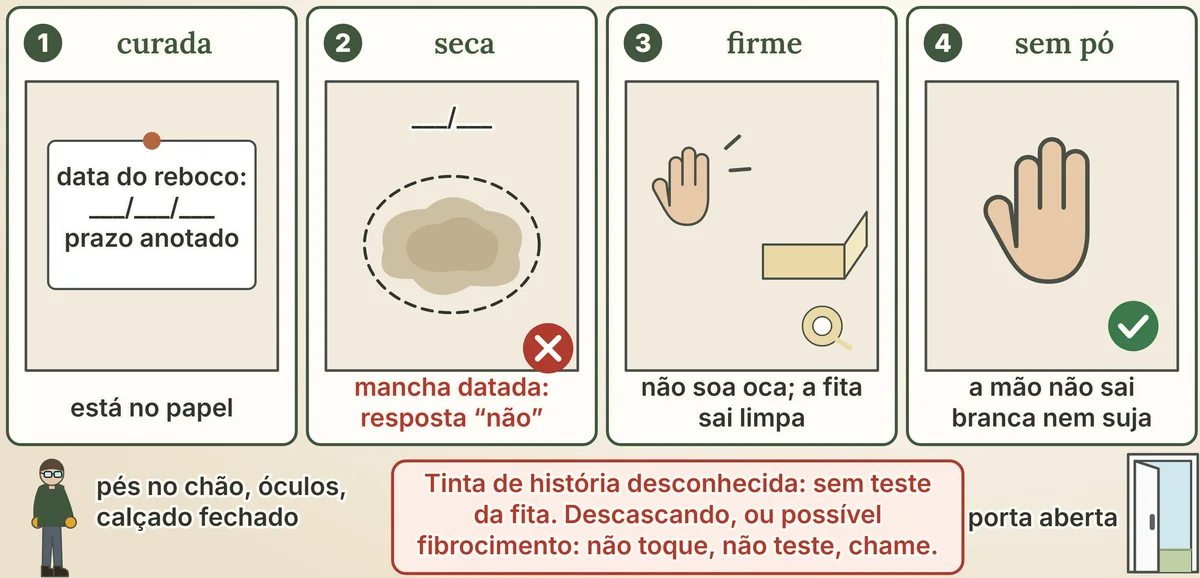 1 curada
data do reboco:
___/___/___
prazo anotado
está no papel
2 seca
___/___
mancha datada:
resposta “não”
3 firme
não soa oca; a fita
sai limpa
4 sem pó
a mão não sai
branca nem suja
pés no chão, óculos,
calçado fechado
Tinta de história desconhecida: sem teste
da fita. Descascando, ou possível
fibrocimento: não toque, não teste, chame.
porta aberta